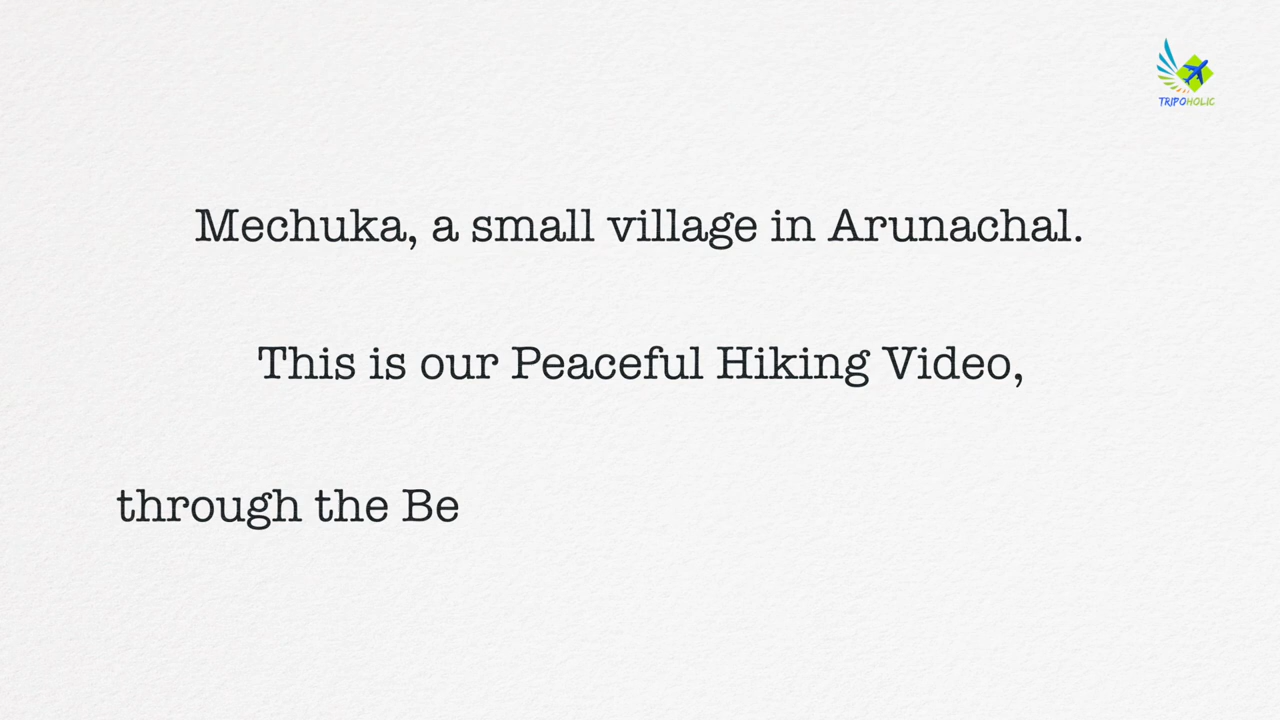 TRIPOHOLIC
Mechuka, a small village in Arunachal.
This is our Peaceful Hiking Video,
through the Be